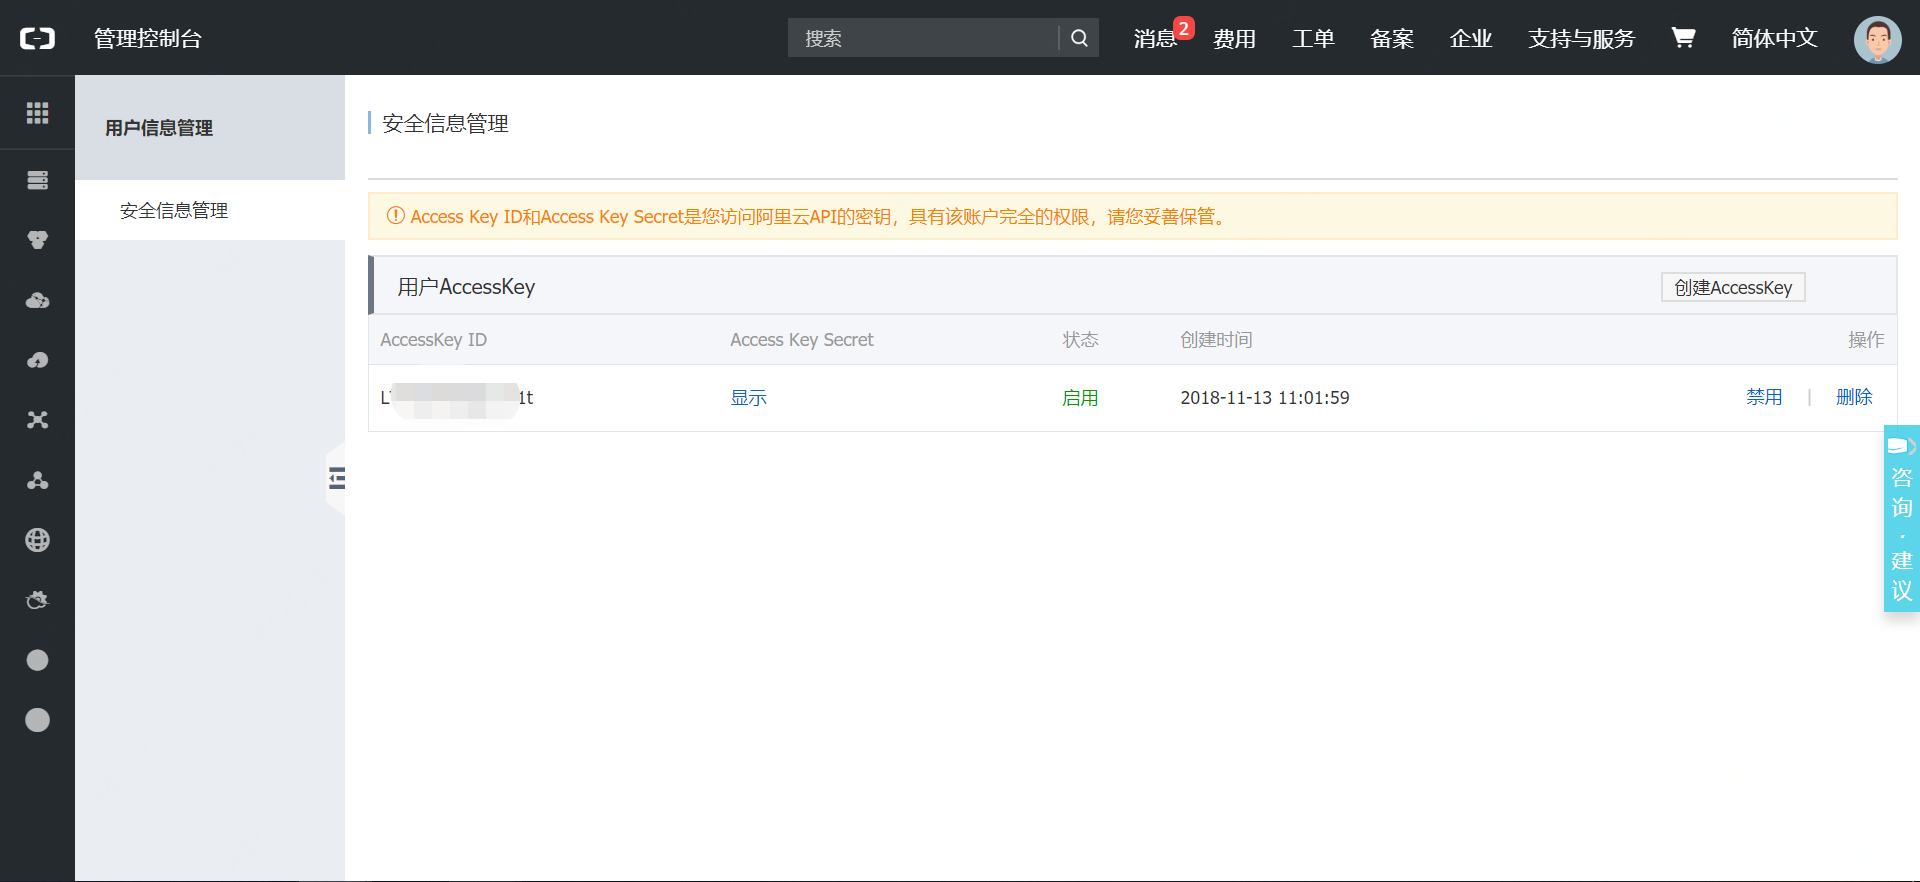 管理控制台
搜索
消息 2
费用
工单
备案
企业
支持与服务
简体中文
用户信息管理
安全信息管理
安全信息管理
Access Key ID和Access Key Secret是您访问阿里云API的密钥，具有该账户完全的权限，请您妥善保管。
用户AccessKey
创建AccessKey
AccessKey ID Access Key Secret 状态 创建时间 操作
L 1t 显示 启用 2018-11-13 11:01:59 禁用 | 删除
咨询·建议